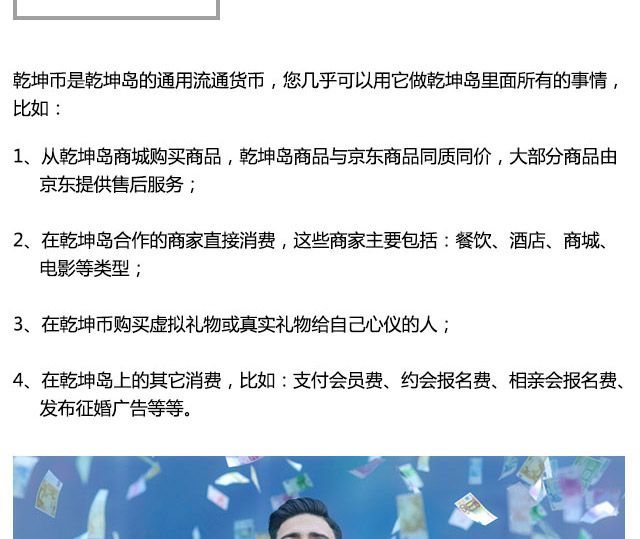 乾坤币是乾坤岛的通用流通货币，您几乎可以用它做乾坤岛里面所有的事情，
比如：
1、从乾坤岛商城购买商品，乾坤岛商品与京东商品同质同价，大部分商品由
京东提供售后服务；
2、在乾坤岛合作的商家直接消费，这些商家主要包括：餐饮、酒店、商城、
电影等类型；
3、在乾坤币购买虚拟礼物或真实礼物给自己心仪的人；
4、在乾坤岛上的其它消费，比如：支付会员费、约会报名费、相亲会报名费、
发布征婚广告等等。